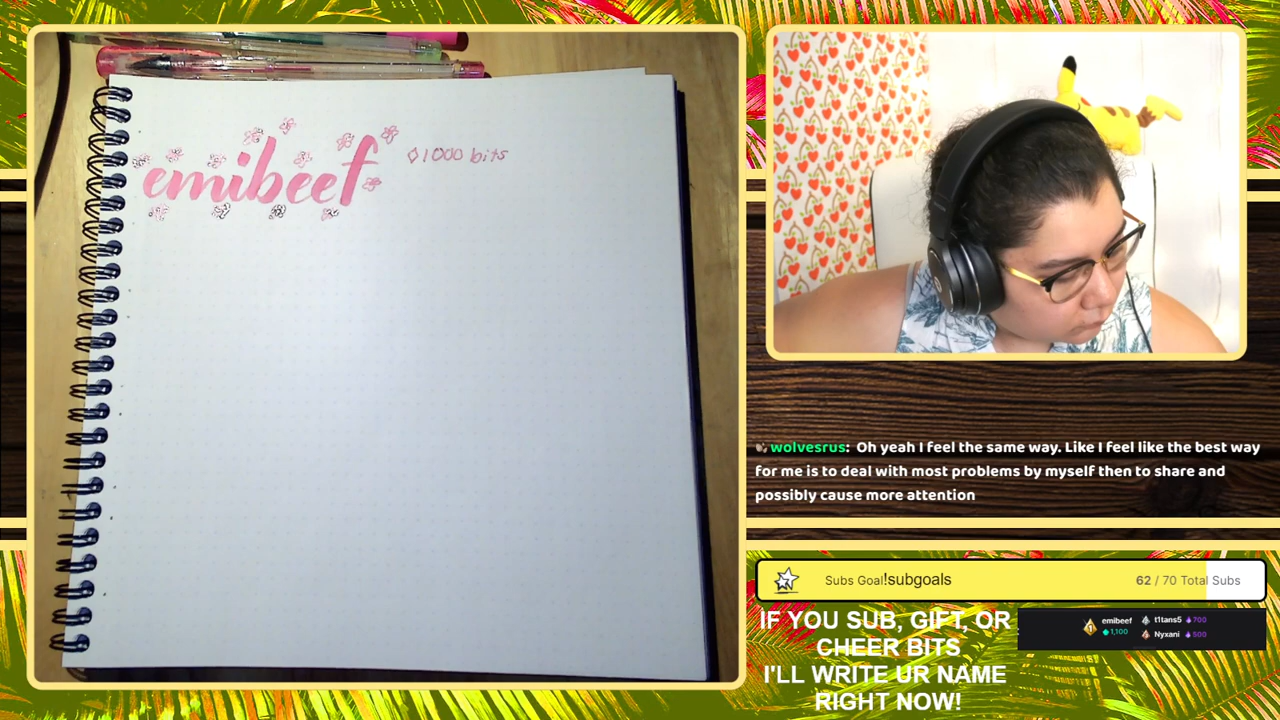 emibeef ◊1000 bits
wolvesrus: Oh yeah I feel the same way. Like I feel like the best way
for me is to deal with most problems by myself then to share and
possibly cause more attention
Subs Goal!subgoals 62 / 70 Total Subs
IF YOU SUB, GIFT, OR
CHEER BITS
I'LL WRITE UR NAME
RIGHT NOW!
1 emibeef 1,100
t1tans5 700
Nyxani 500